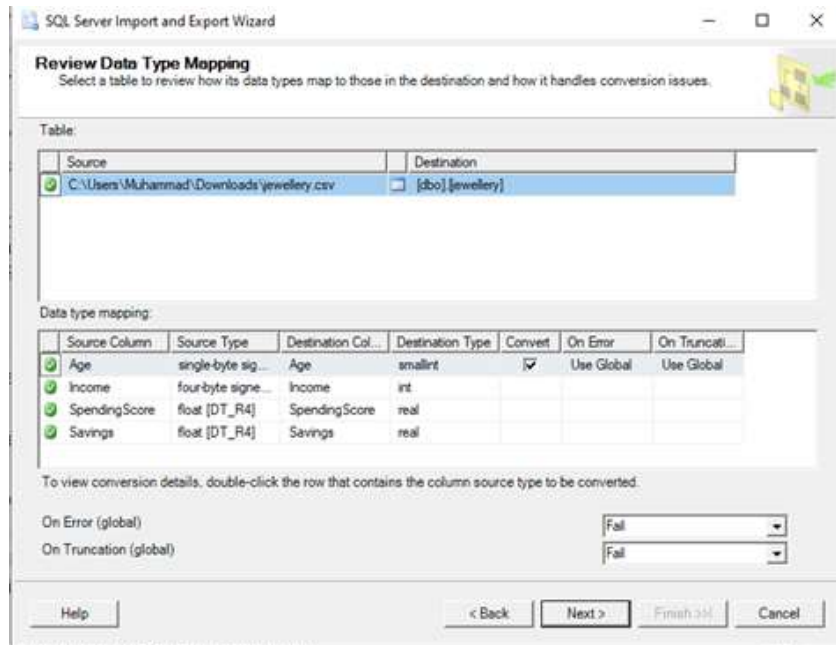 SQL Server Import and Export Wizard
Review Data Type Mapping
Select a table to review how its data types map to those in the destination and how it handles conversion issues.
Table:
Source Destination
C:\Users\Muhammad\Downloads\jewellery.csv [dbo].[jewellery]
Data type mapping:
Source Column Source Type Destination Col... Destination Type Convert On Error On Truncati...
Age single-byte sig... Age smallint Use Global Use Global
Income four-byte signe... Income int
SpendingScore float [DT_R4] SpendingScore real
Savings float [DT_R4] Savings real
To view conversion details, double-click the row that contains the column source type to be converted.
On Error (global) Fail
On Truncation (global) Fail
Help < Back Next > Finish >>| Cancel